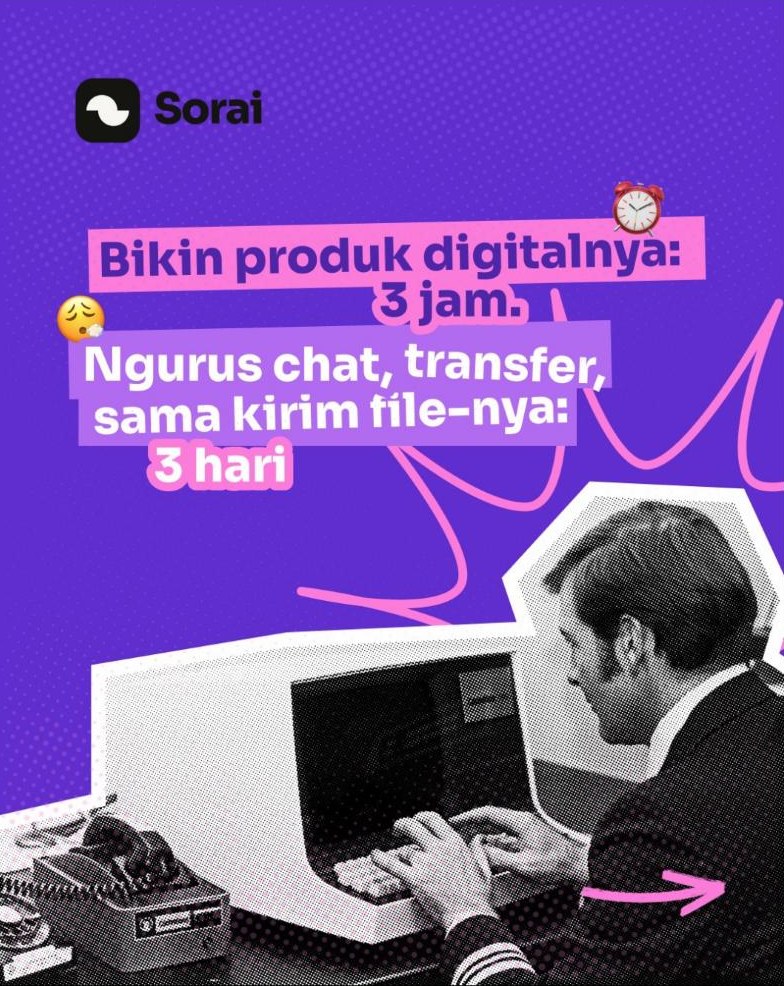 Sorai
Bikin produk digitalnya:
3 jam.
Ngurus chat, transfer,
sama kirim file-nya:
3 hari